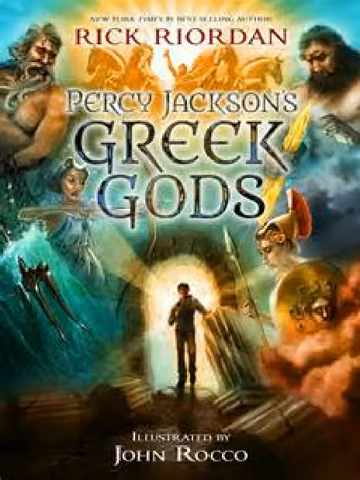 NEW YORK TIMES #1 BEST-SELLING AUTHOR
RICK RIORDAN
PERCY JACKSON'S
GREEK
GODS
ILLUSTRATED BY
JOHN ROCCO